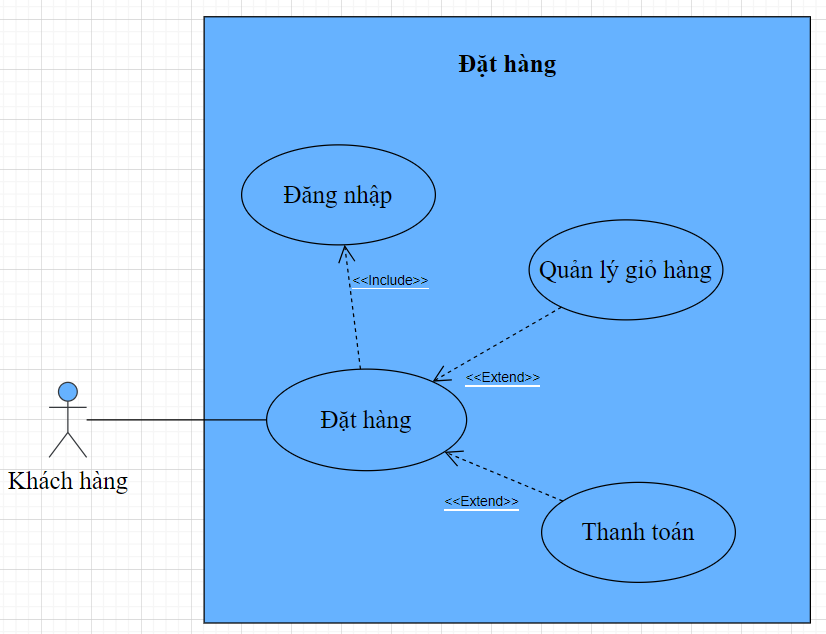 Đặt hàng
Đăng nhập
Quản lý giỏ hàng
<<Include>>
<<Extend>>
Đặt hàng
Khách hàng
<<Extend>>
Thanh toán